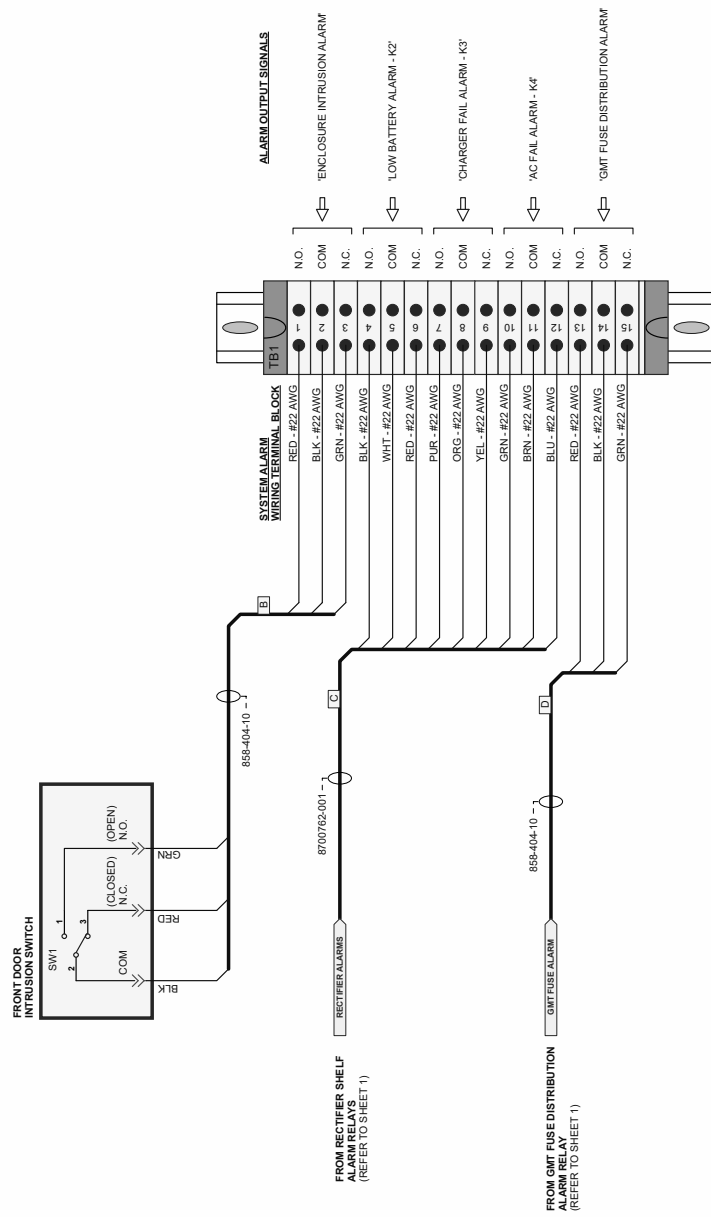 FRONT DOOR
INTRUSION SWITCH
SW1
1
2
3
COM
(CLOSED)
N.C.
(OPEN)
N.O.
BLK
RED
GRN
858-404-10
B
FROM RECTIFIER SHELF
ALARM RELAYS
(REFER TO SHEET 1)
RECTIFIER ALARMS
8700762-001
C
FROM GMT FUSE DISTRIBUTION
ALARM RELAY
(REFER TO SHEET 1)
GMT FUSE ALARM
858-404-10
D
SYSTEM ALARM
WIRING TERMINAL BLOCK
TB1
ALARM OUTPUT SIGNALS
RED - #22 AWG 1 N.O.
BLK - #22 AWG 2 COM 'ENCLOSURE INTRUSION ALARM'
GRN - #22 AWG 3 N.C.
BLK - #22 AWG 4 N.O.
WHT - #22 AWG 5 COM 'LOW BATTERY ALARM - K2'
RED - #22 AWG 6 N.C.
PUR - #22 AWG 7 N.O.
ORG - #22 AWG 8 COM 'CHARGER FAIL ALARM - K3'
YEL - #22 AWG 9 N.C.
GRN - #22 AWG 10 N.O.
BRN - #22 AWG 11 COM 'AC FAIL ALARM - K4'
BLU - #22 AWG 12 N.C.
RED - #22 AWG 13 N.O.
BLK - #22 AWG 14 COM 'GMT FUSE DISTRIBUTION ALARM'
GRN - #22 AWG 15 N.C.